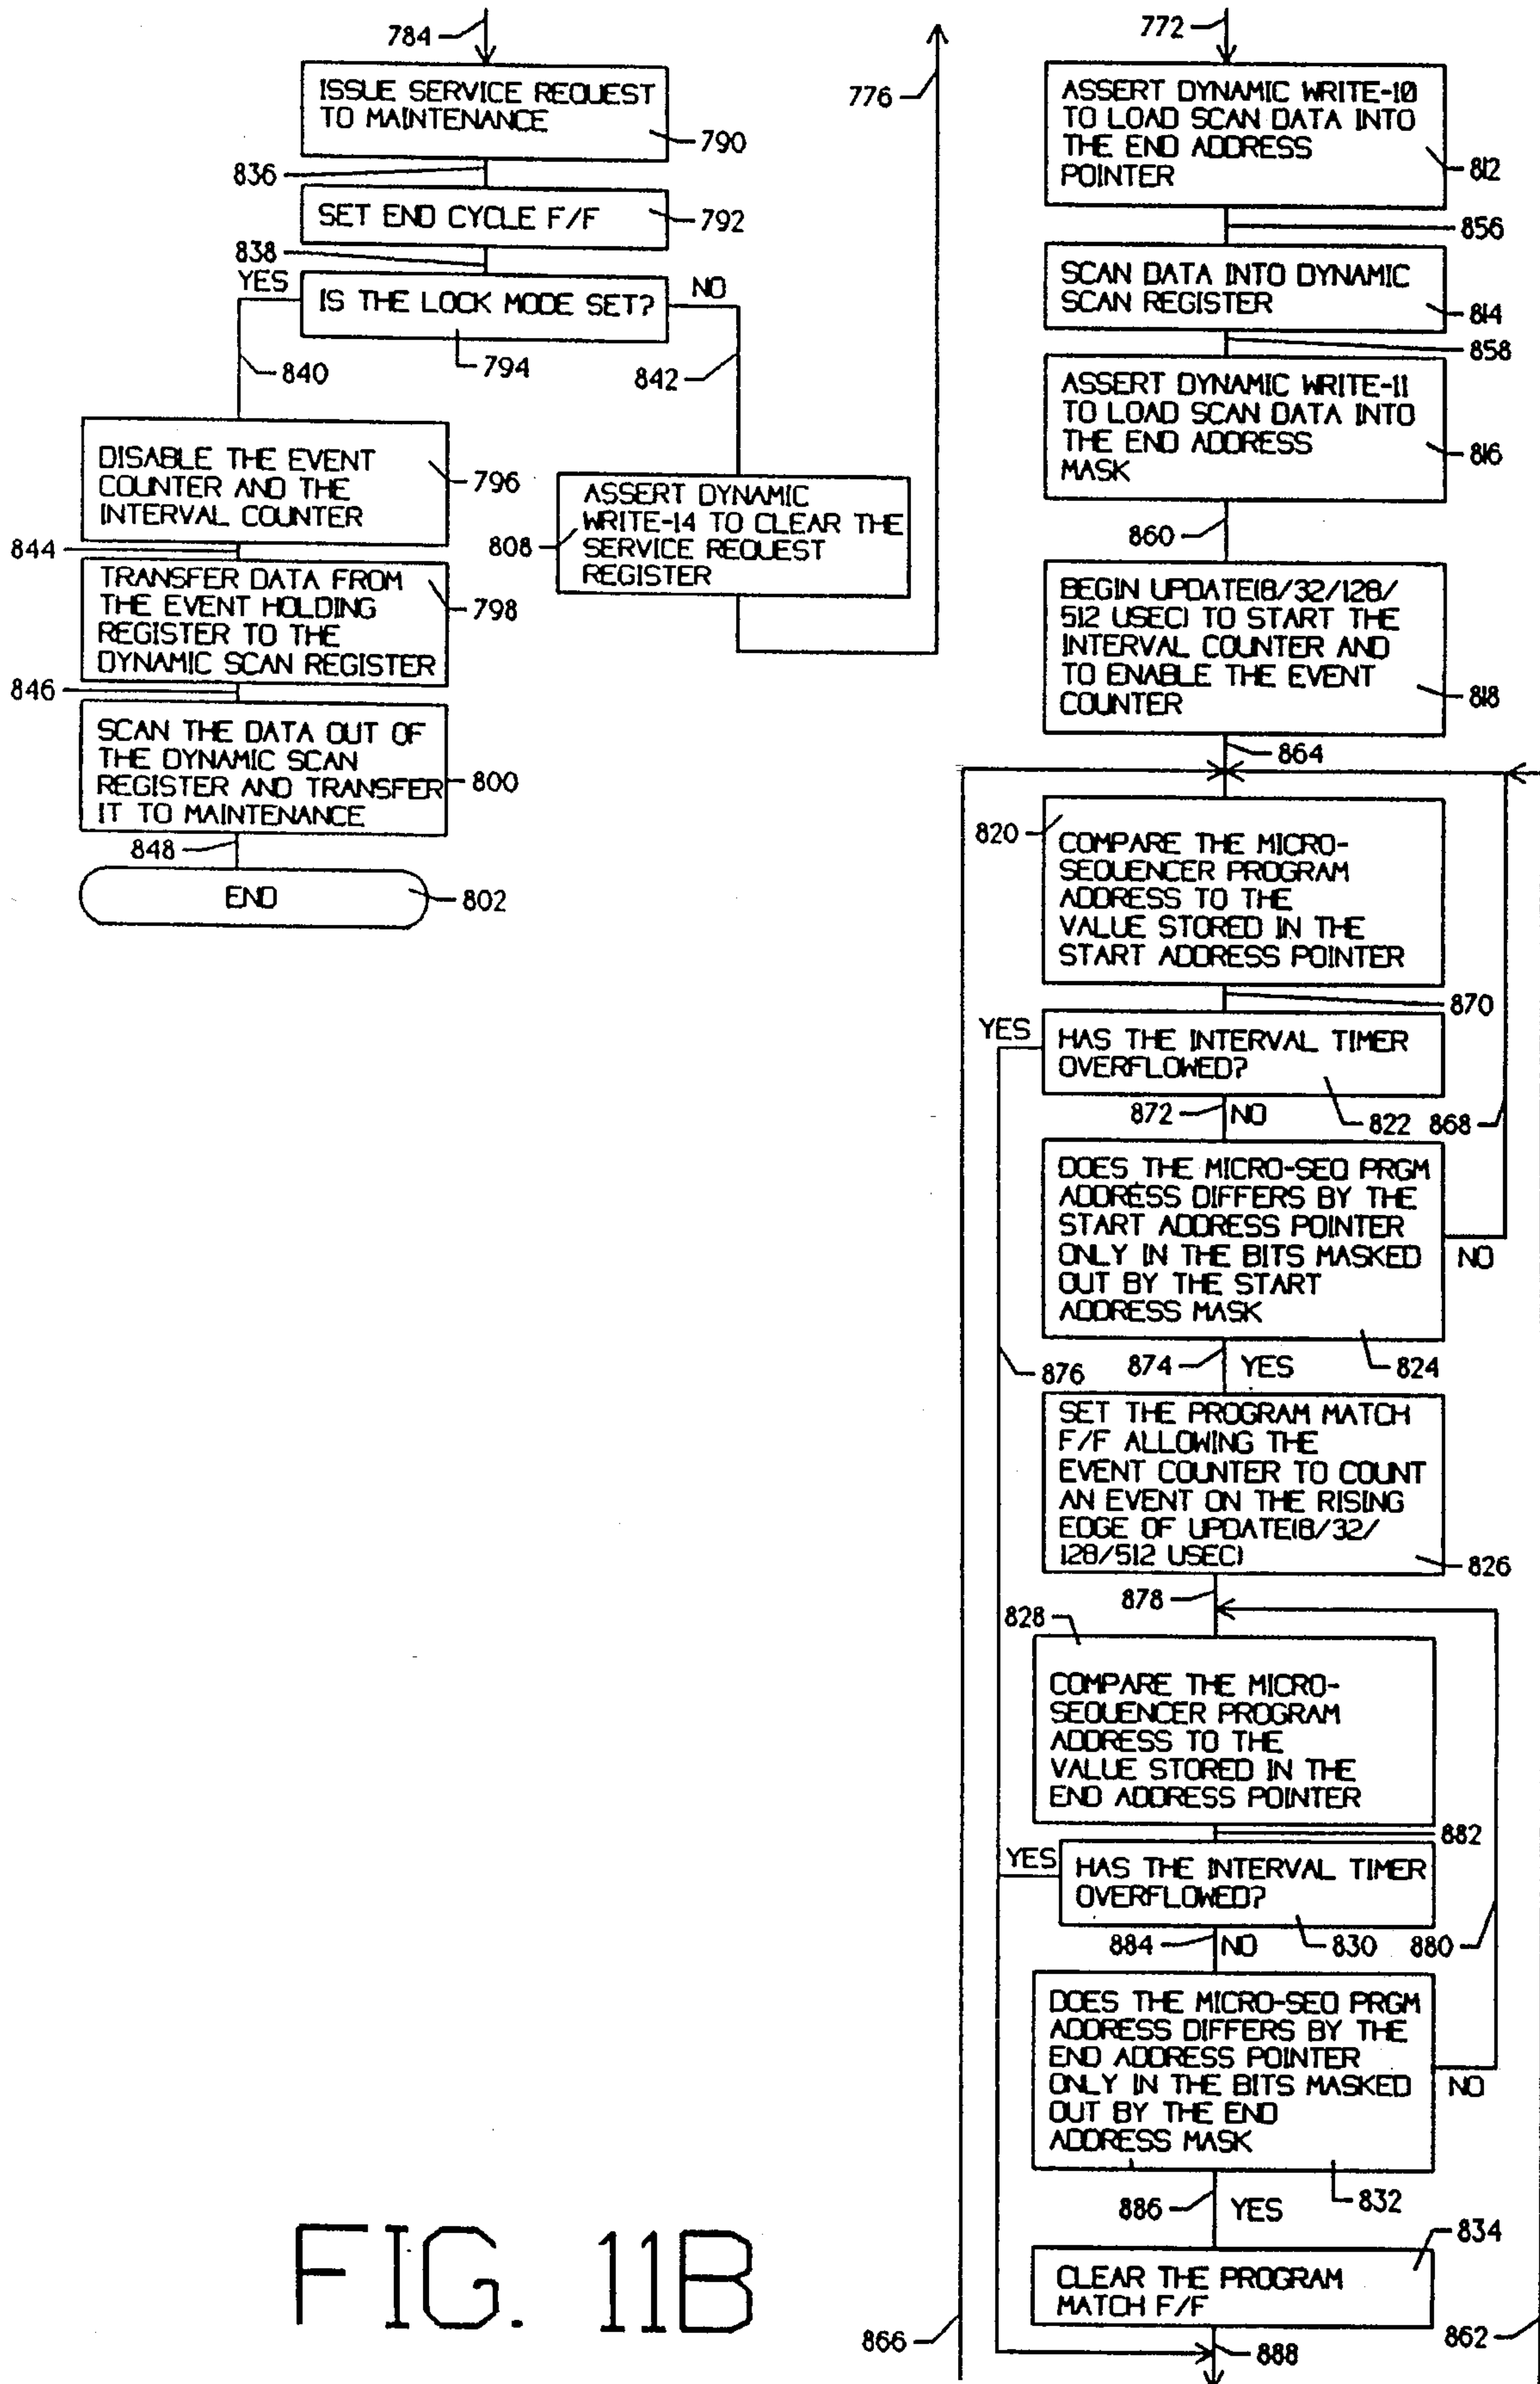 784
ISSUE SERVICE REQUEST
TO MAINTENANCE
790
836
SET END CYCLE F/F
792
838
YES
IS THE LOCK MODE SET?
NO
794
840
842
DISABLE THE EVENT
COUNTER AND THE
INTERVAL COUNTER
796
844
TRANSFER DATA FROM
THE EVENT HOLDING
REGISTER TO THE
DYNAMIC SCAN REGISTER
798
846
SCAN THE DATA OUT OF
THE DYNAMIC SCAN
REGISTER AND TRANSFER
IT TO MAINTENANCE
800
848
END
802
ASSERT DYNAMIC
WRITE-14 TO CLEAR THE
SERVICE REQUEST
REGISTER
808
776
772
ASSERT DYNAMIC WRITE-10
TO LOAD SCAN DATA INTO
THE END ADDRESS
POINTER
812
856
SCAN DATA INTO DYNAMIC
SCAN REGISTER
814
858
ASSERT DYNAMIC WRITE-11
TO LOAD SCAN DATA INTO
THE END ADDRESS
MASK
816
860
BEGIN UPDATE(8/32/128/
512 USEC) TO START THE
INTERVAL COUNTER AND
TO ENABLE THE EVENT
COUNTER
818
864
820
COMPARE THE MICRO-
SEQUENCER PROGRAM
ADDRESS TO THE
VALUE STORED IN THE
START ADDRESS POINTER
870
YES
HAS THE INTERVAL TIMER
OVERFLOWED?
872
NO
822
868
DOES THE MICRO-SEQ PRGM
ADDRESS DIFFERS BY THE
START ADDRESS POINTER
ONLY IN THE BITS MASKED
OUT BY THE START
ADDRESS MASK
NO
874
YES
824
876
SET THE PROGRAM MATCH
F/F ALLOWING THE
EVENT COUNTER TO COUNT
AN EVENT ON THE RISING
EDGE OF UPDATE(8/32/
128/512 USEC)
826
878
828
COMPARE THE MICRO-
SEQUENCER PROGRAM
ADDRESS TO THE
VALUE STORED IN THE
END ADDRESS POINTER
882
YES
HAS THE INTERVAL TIMER
OVERFLOWED?
884
NO
830
880
DOES THE MICRO-SEQ PRGM
ADDRESS DIFFERS BY THE
END ADDRESS POINTER
ONLY IN THE BITS MASKED
OUT BY THE END
ADDRESS MASK
NO
886
YES
832
834
CLEAR THE PROGRAM
MATCH F/F
866
888
862
FIG. 11B